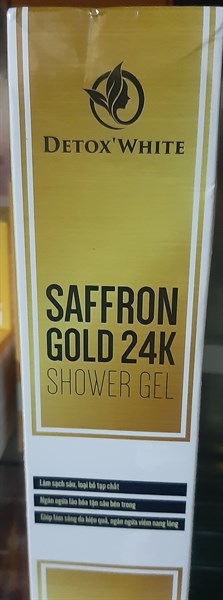 DETOX'WHITE
SAFFRON
GOLD 24K
SHOWER GEL
Làm sạch sâu, loại bỏ tạp chất
Ngăn ngừa lão hóa tận sâu bên trong
Giúp làm sáng da hiệu quả, ngăn ngừa viêm nang lông